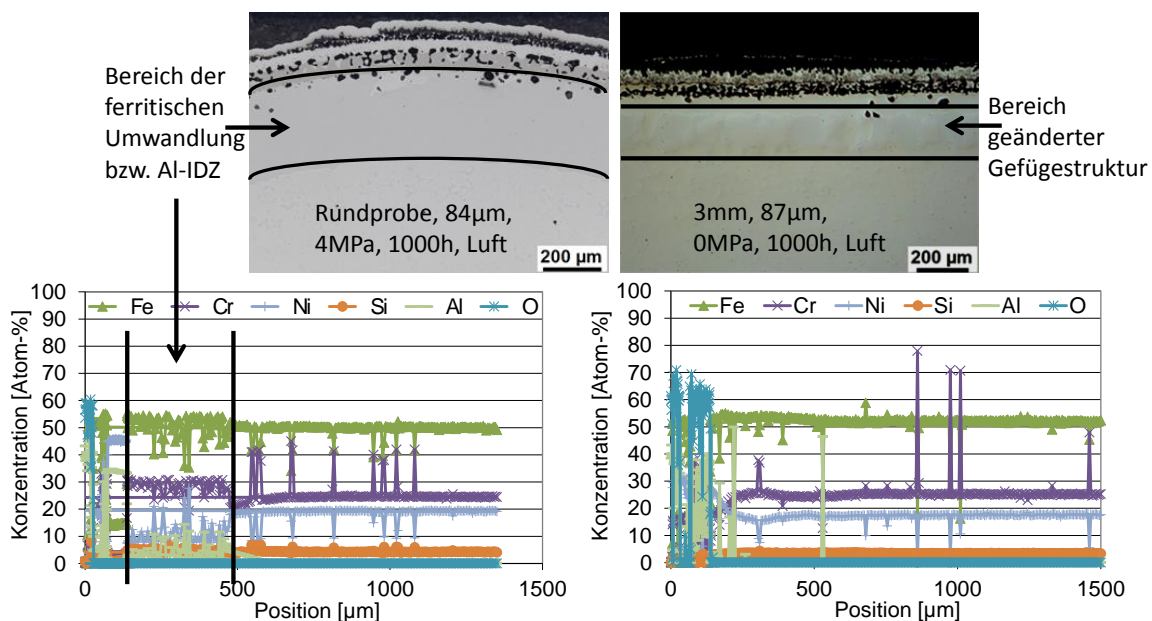 Bereich der
ferritischen
Umwandlung
bzw. Al-IDZ
Rundprobe, 84µm,
4MPa, 1000h, Luft
200 µm
3mm, 87µm,
0MPa, 1000h, Luft
200 µm
Bereich
geänderter
Gefügestruktur
Konzentration [Atom-%]
100
90
80
70
60
50
40
30
20
10
0
Fe Cr Ni Si Al O
0 500 1000 1500
Position [µm]
Konzentration [Atom-%]
100
90
80
70
60
50
40
30
20
10
0
Fe Cr Ni Si Al O
0 500 1000 1500
Position [µm]